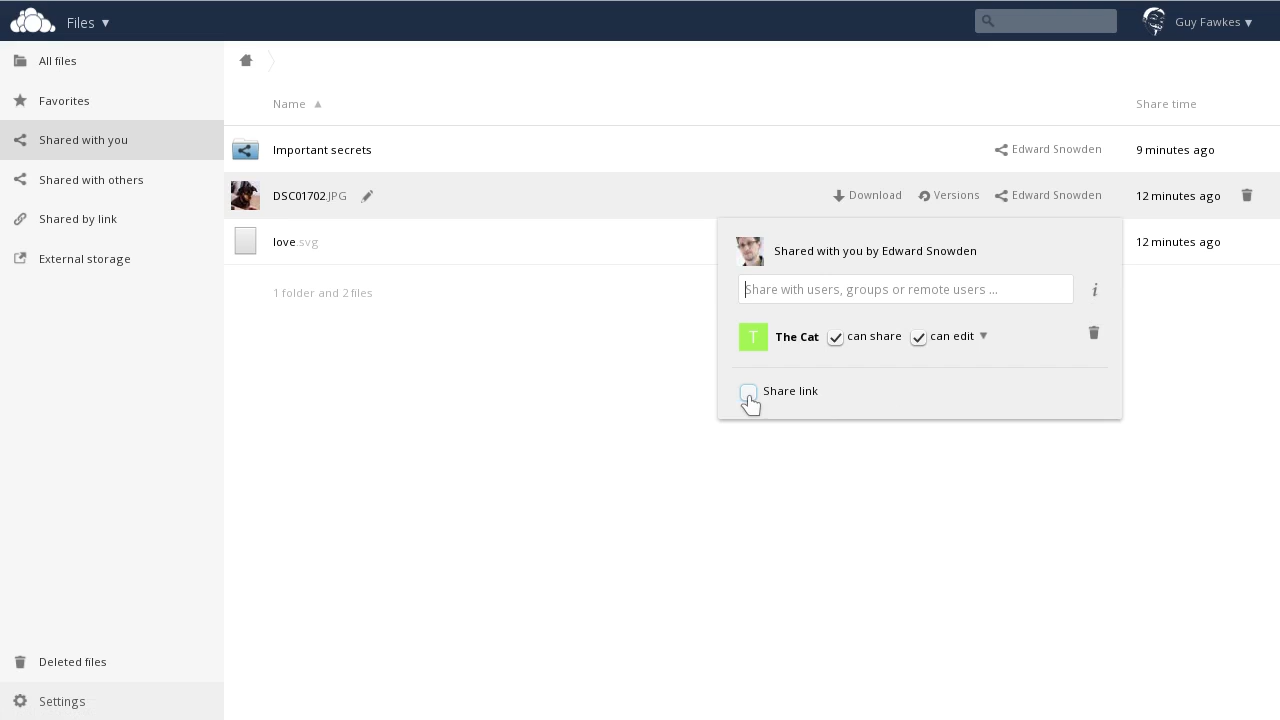 Files ▼
Guy Fawkes ▼
All files
Favorites
Shared with you
Shared with others
Shared by link
External storage
Deleted files
Settings
Name ▲ Share time
Important secrets Edward Snowden 9 minutes ago
DSC01702.JPG Download Versions Edward Snowden 12 minutes ago
love.svg 12 minutes ago
1 folder and 2 files
Shared with you by Edward Snowden
Share with users, groups or remote users ...
i
T The Cat can share can edit ▼
Share link